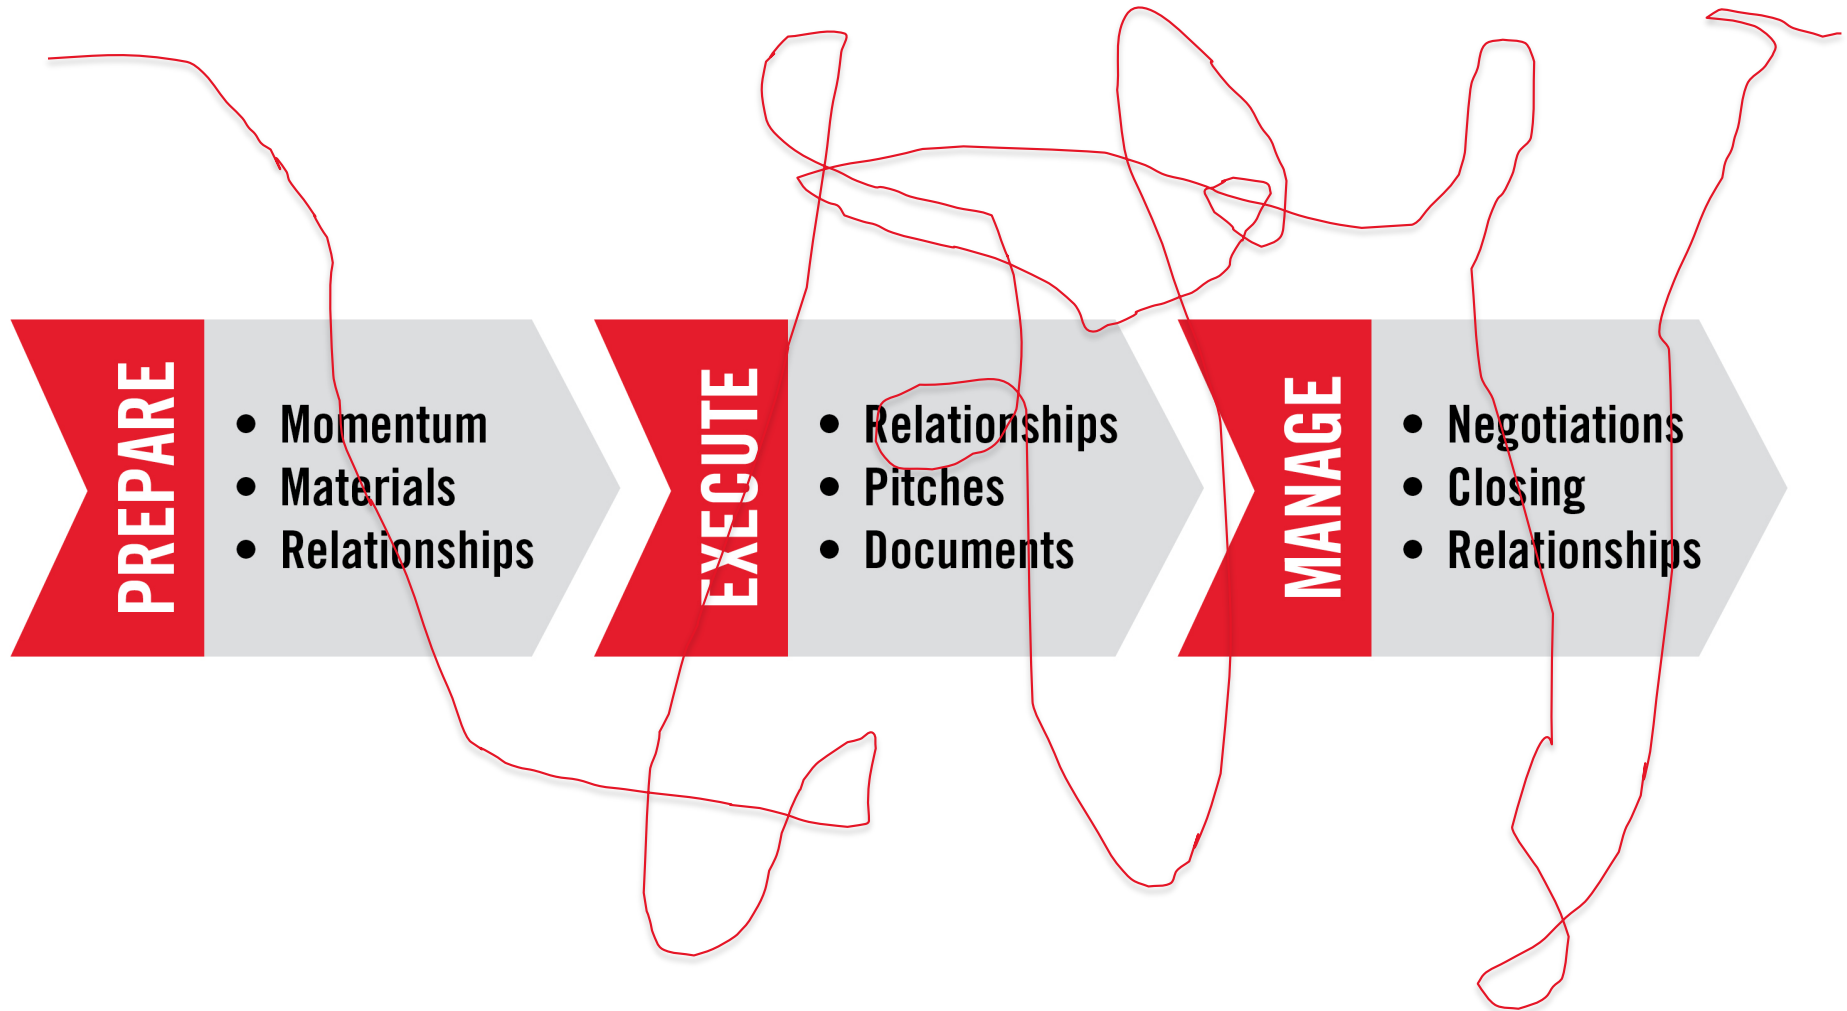 PREPARE
• Momentum
• Materials
• Relationships
EXECUTE
• Relationships
• Pitches
• Documents
MANAGE
• Negotiations
• Closing
• Relationships